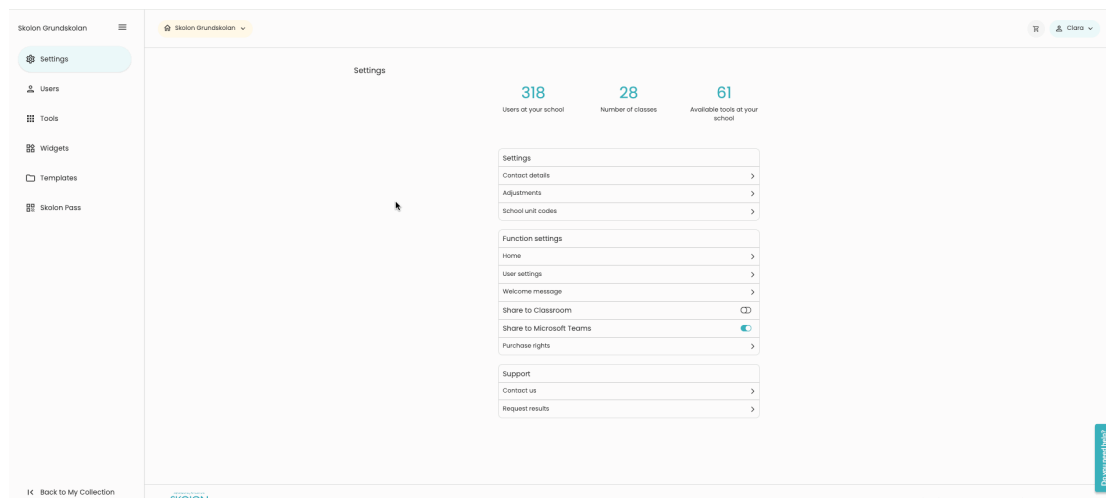 Skolon Grundskolan
Settings
Users
Tools
Widgets
Templates
Skolon Pass
Back to My Collection
Skolon Grundskolan
Clara
Settings
318
Users at your school
28
Number of classes
61
Available tools at your
school
Settings
Contact details
Adjustments
School unit codes
Function settings
Home
User settings
Welcome message
Share to Classroom
Share to Microsoft Teams
Purchase rights
Support
Contact us
Request results
Do you need help?
SKOLON